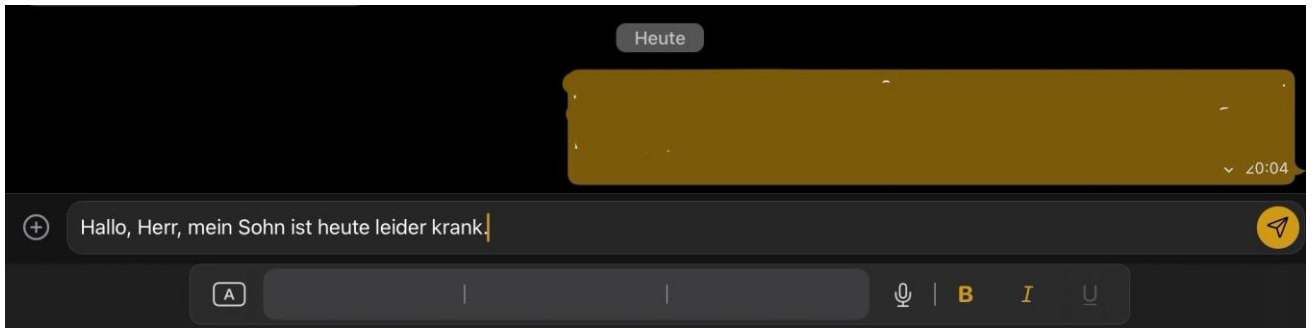 Heute
20:04
Hallo, Herr, mein Sohn ist heute leider krank.
A
B I U